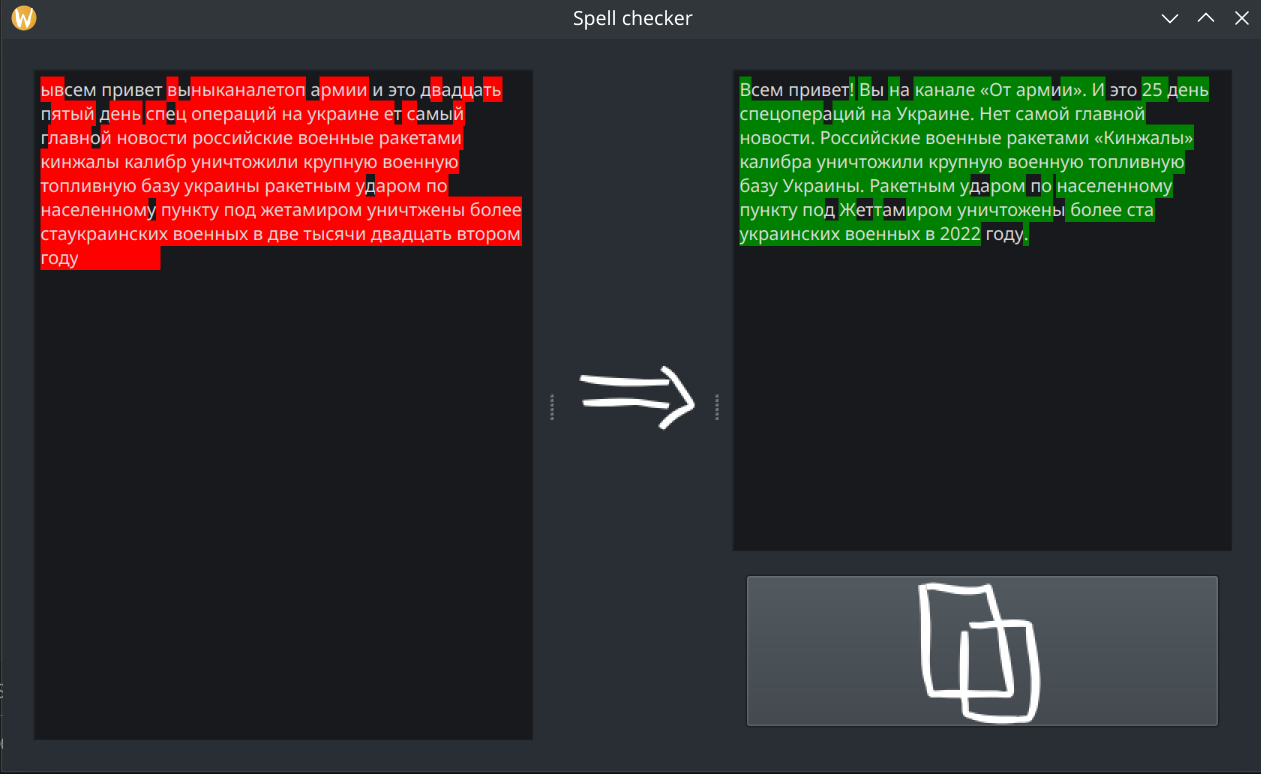 Spell checker
ывсем привет выныканалетоп армии и это двадцать
пятый день спец операций на украине ет самый
главной новости российские военные ракетами
кинжалы калибр уничтожили крупную военную
топливную базу украины ракетным ударом по
населенному пункту под жетамиром уничтжены более
стаукраинских военных в две тысячи двадцать втором
году
Всем привет! Вы на канале «От армии». И это 25 день
спецопераций на Украине. Нет самой главной
новости. Российские военные ракетами «Кинжалы»
калибра уничтожили крупную военную топливную
базу Украины. Ракетным ударом по населенному
пункту под Жеттамиром уничтожены более ста
украинских военных в 2022 году.